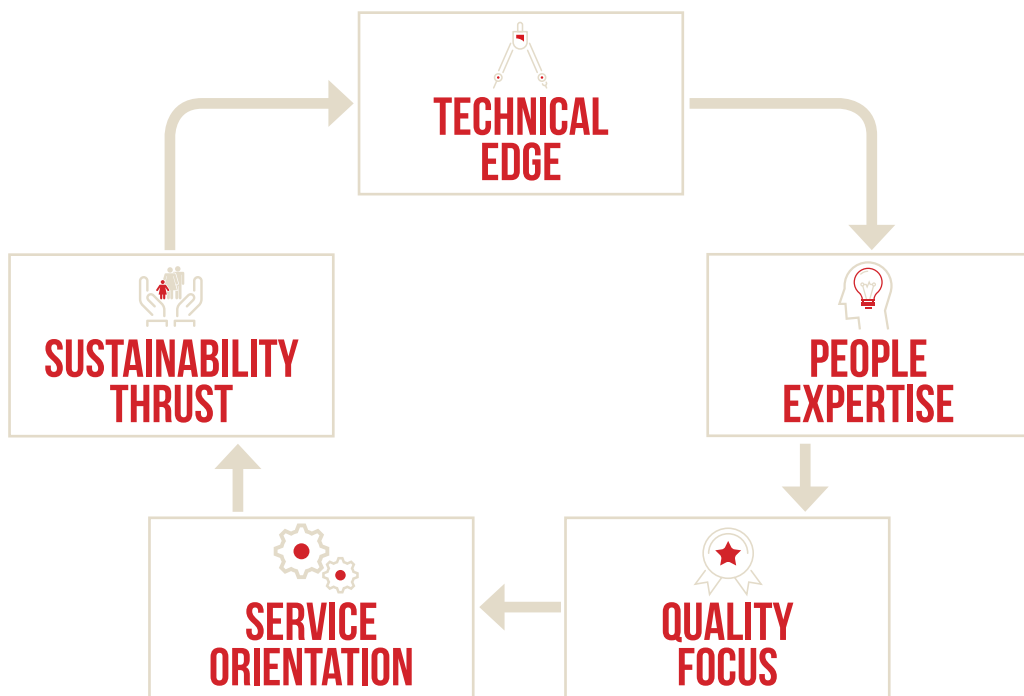 TECHNICAL
EDGE
PEOPLE
EXPERTISE
QUALITY
FOCUS
SERVICE
ORIENTATION
SUSTAINABILITY
THRUST